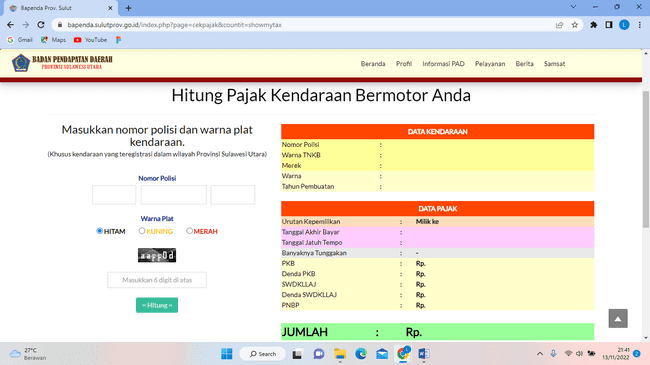 Bapenda Prov. Sulut
bapenda.sulutprov.go.id/index.php?page=cekpajak&countit=showmytax
Gmail Maps YouTube
BADAN PENDAPATAN DAERAH
PROVINSI SULAWESI UTARA
Beranda Profil Informasi PAD Pelayanan Berita Samsat
Hitung Pajak Kendaraan Bermotor Anda
Masukkan nomor polisi dan warna plat
kendaraan.
(Khusus kendaraan yang teregistrasi dalam wilayah Provinsi Sulawesi Utara)
Nomor Polisi
Warna Plat
HITAM KUNING MERAH
Masukkan 6 digit di atas
= Hitung =
DATA KENDARAAN
Nomor Polisi :
Warna TNKB :
Merek :
Warna :
Tahun Pembuatan :
DATA PAJAK
Urutan Kepemilikan : Milik ke
Tanggal Akhir Bayar :
Tanggal Jatuh Tempo :
Banyaknya Tunggakan : -
PKB : Rp.
Denda PKB : Rp.
SWDKLLAJ : Rp.
Denda SWDKLLAJ : Rp.
PNBP : Rp.
JUMLAH : Rp.
27°C
Berawan
Search
21:41
13/11/2022
2